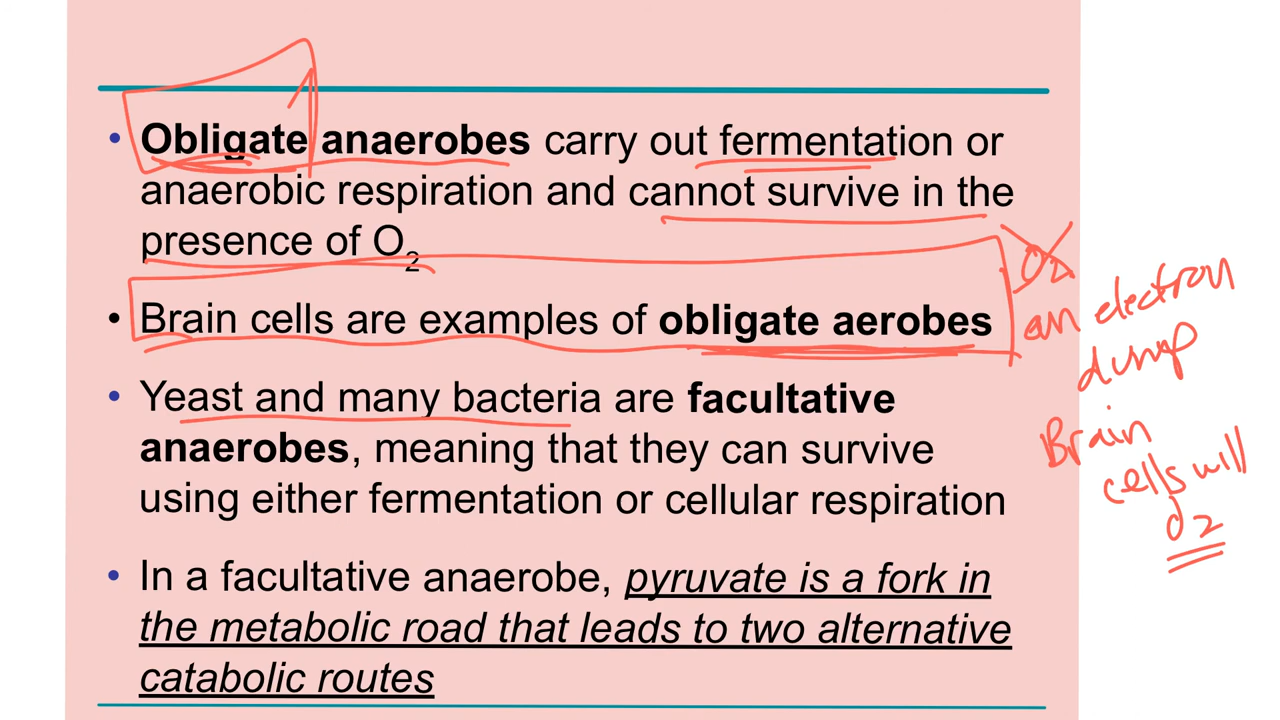 • Obligate anaerobes carry out fermentation or
anaerobic respiration and cannot survive in the
presence of O₂
• Brain cells are examples of obligate aerobes
• Yeast and many bacteria are facultative
anaerobes, meaning that they can survive
using either fermentation or cellular respiration
• In a facultative anaerobe, pyruvate is a fork in
the metabolic road that leads to two alternative
catabolic routes
O₂
an electron
dump
Brain
cells will
O2